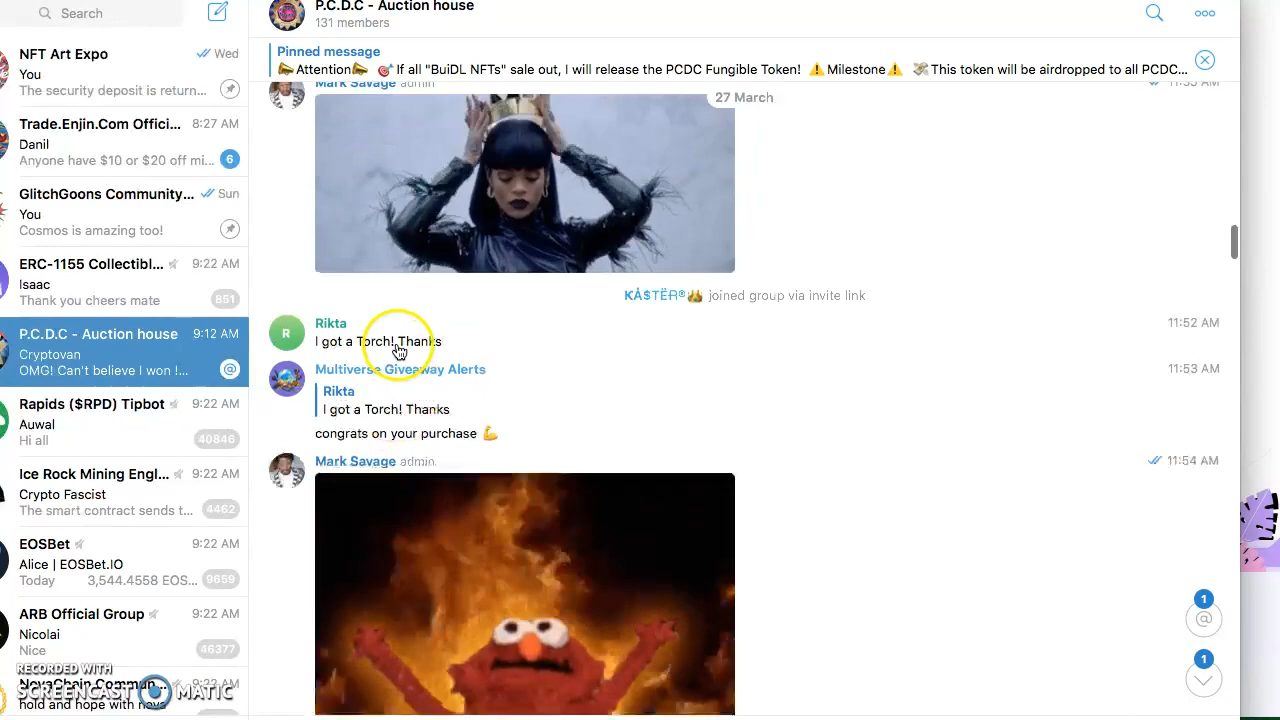 Search
NFT Art Expo
Wed
You
The security deposit is return...
Trade.Enjin.Com Offici...
8:27 AM
Danil
Anyone have $10 or $20 off mi...
6
GlitchGoons Community...
Sun
You
Cosmos is amazing too!
ERC-1155 Collectibl...
9:22 AM
Isaac
Thank you cheers mate
851
P.C.D.C - Auction house
9:12 AM
Cryptovan
OMG! Can't believe I won !...
@
Rapids ($RPD) Tipbot
9:22 AM
Auwal
Hi all
40846
Ice Rock Mining Engl...
9:22 AM
Crypto Fascist
The smart contract sends t...
4462
EOSBet
9:22 AM
Alice | EOSBet.IO
Today 3,544.4558 EOS...
9659
ARB Official Group
9:22 AM
Nicolai
Nice
46377
9:22 AM
hold and hope with nova
RECORDED WITH
SCREENCAST MATIC
P.C.D.C - Auction house
131 members
Pinned message
📣Attention📣 🎯If all "BuiDL NFTs" sale out, I will release the PCDC Fungible Token! ⚠️Milestone⚠️ 💸This token will be airdropped to all PCDC...
Mark Savage admin
11:53 AM
27 March
joined group via invite link
Rikta
11:52 AM
I got a Torch! Thanks
Multiverse Giveaway Alerts
11:53 AM
Rikta
I got a Torch! Thanks
congrats on your purchase 💪
Mark Savage admin
11:54 AM
1
@
1